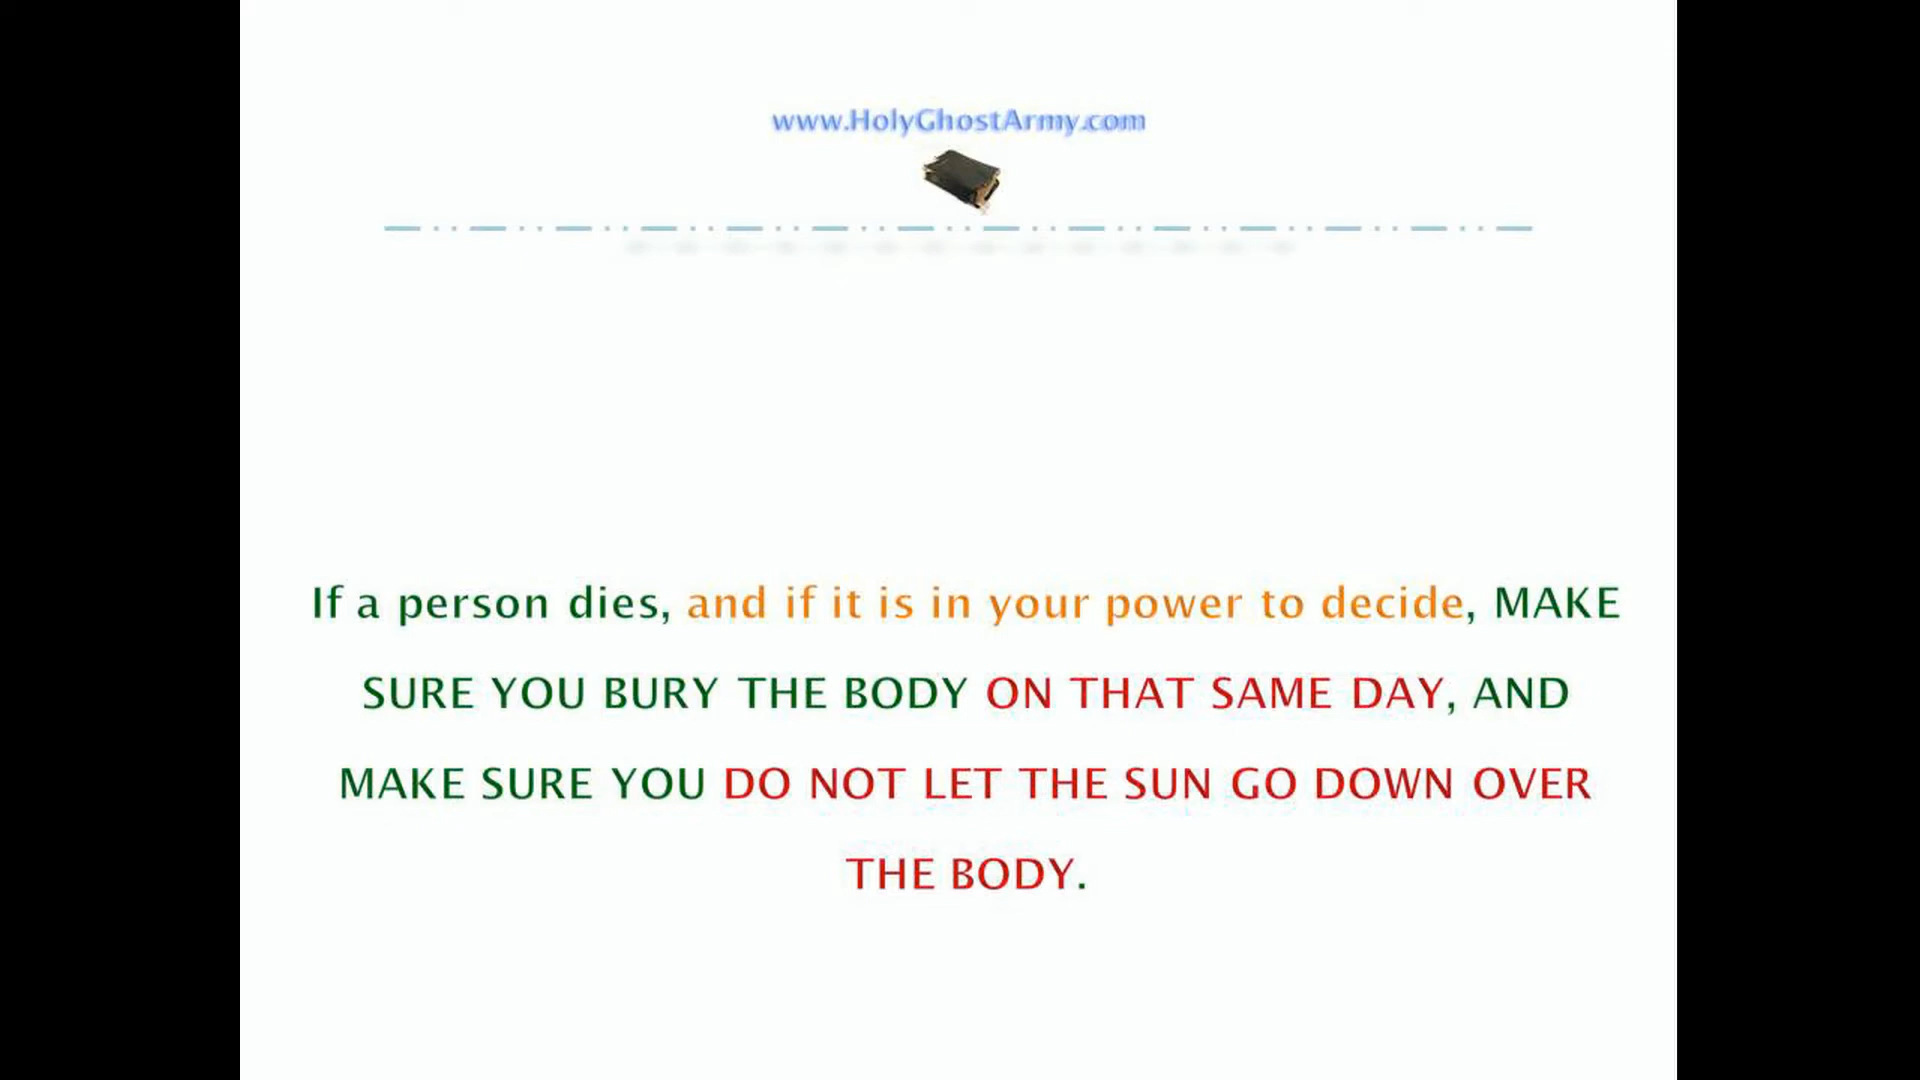 www.HolyGhostArmy.com
If a person dies, and if it is in your power to decide, MAKE
SURE YOU BURY THE BODY ON THAT SAME DAY, AND
MAKE SURE YOU DO NOT LET THE SUN GO DOWN OVER
THE BODY.